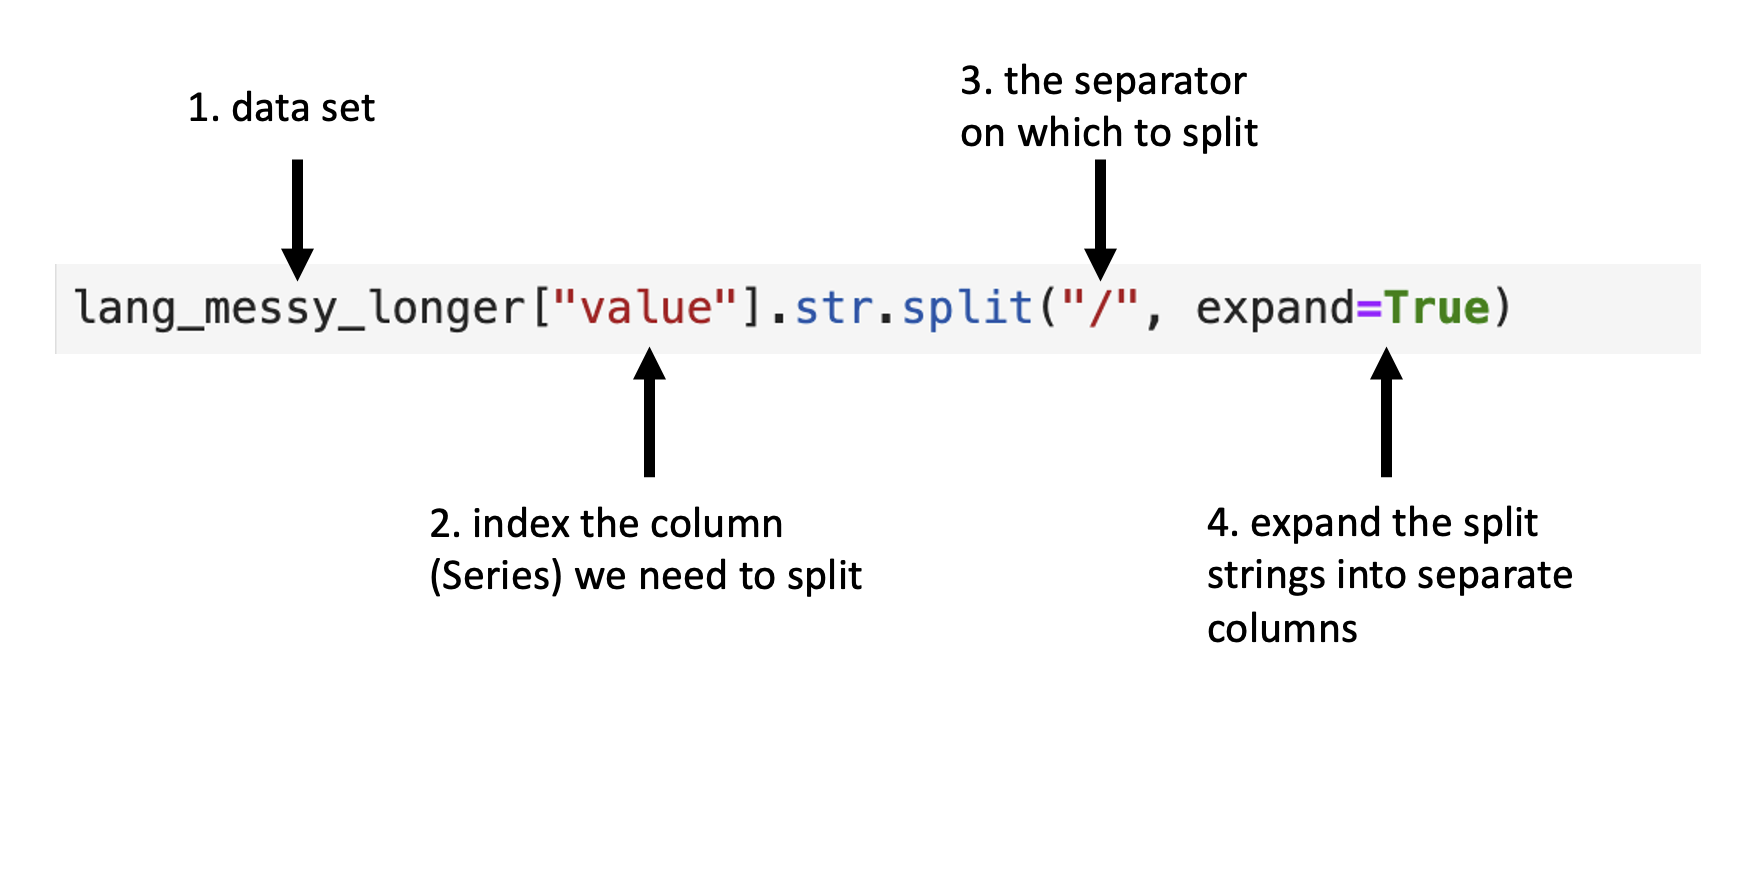 1. data set
3. the separator
on which to split
lang_messy_longer["value"].str.split("/", expand=True)
2. index the column
(Series) we need to split
4. expand the split
strings into separate
columns